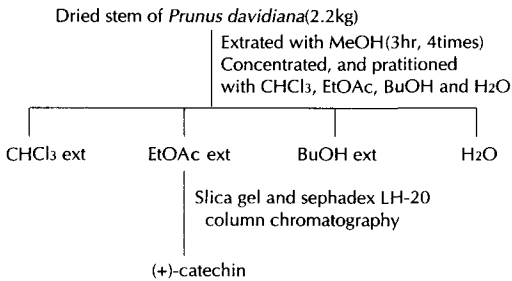 Dried stem of Prunus davidiana(2.2kg)
Extrated with MeOH(3hr, 4times)
Concentrated, and pratitioned
with CHCl3, EtOAc, BuOH and H2O
CHCl3 ext EtOAc ext BuOH ext H2O
Slica gel and sephadex LH-20
column chromatography
(+)-catechin